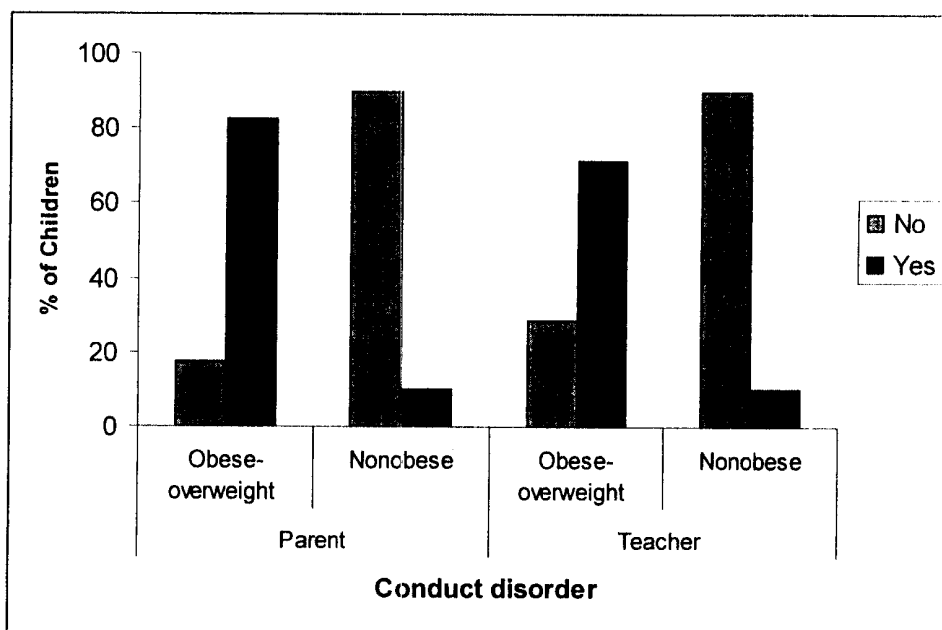 100
80
60
40
20
0
% of Children
Obese-
overweight
Nonobese
Obese-
overweight
Nonobese
Parent
Teacher
Conduct disorder
No
Yes